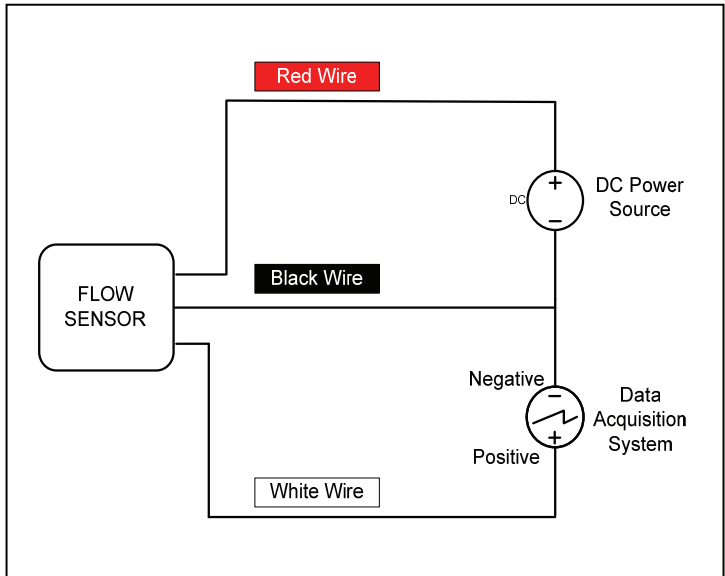 Red Wire
+
DC
−
DC Power
Source
Black Wire
FLOW
SENSOR
Negative
−
Data
Acquisition
System
+
Positive
White Wire